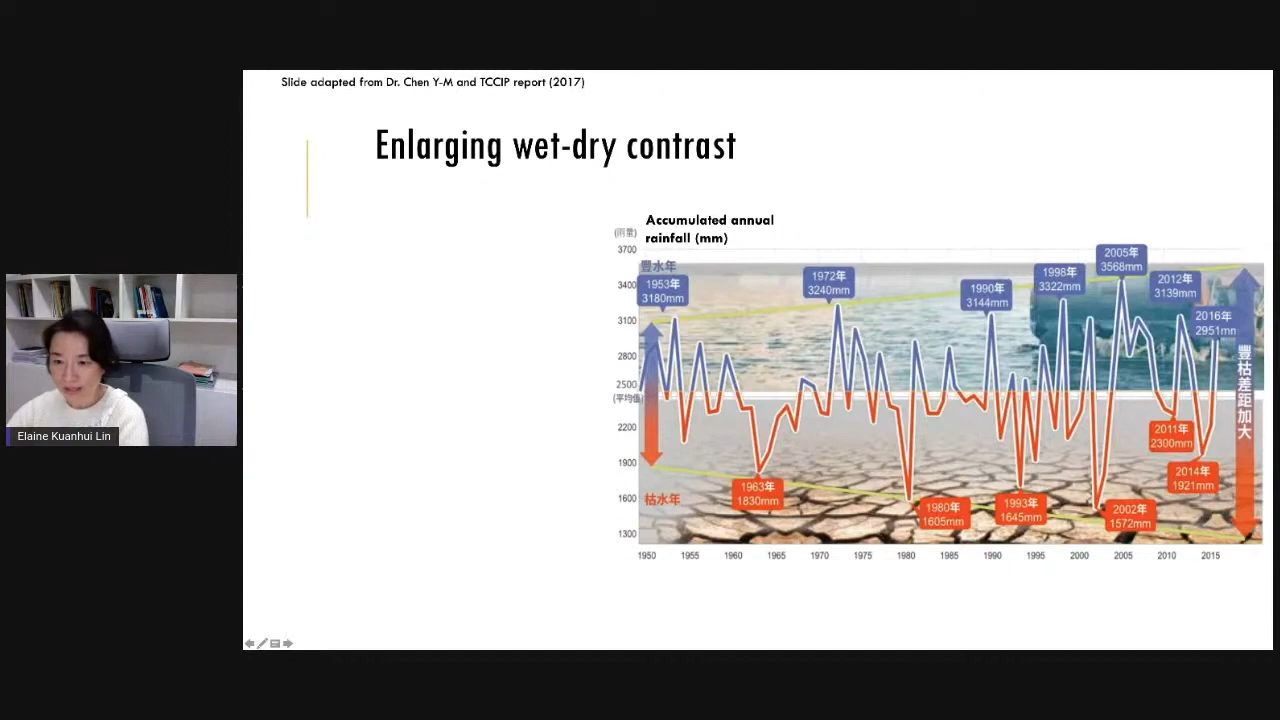 Slide adapted from Dr. Chen Y-M and TCCIP report (2017)
Enlarging wet-dry contrast
Accumulated annual
rainfall (mm)
(雨量)
3700
3400
3100
2800
2500
(平均值)
2200
1900
1600
1300
豐水年
1953年
3180mm
1972年
3240mm
1990年
3144mm
1998年
3322mm
2005年
3568mm
2012年
3139mm
2016年
2951mm
豐枯差距加大
枯水年
1963年
1830mm
1980年
1605mm
1993年
1645mm
2002年
1572mm
2011年
2300mm
2014年
1921mm
1950 1955 1960 1965 1970 1975 1980 1985 1990 1995 2000 2005 2010 2015
Elaine Kuanhui Lin